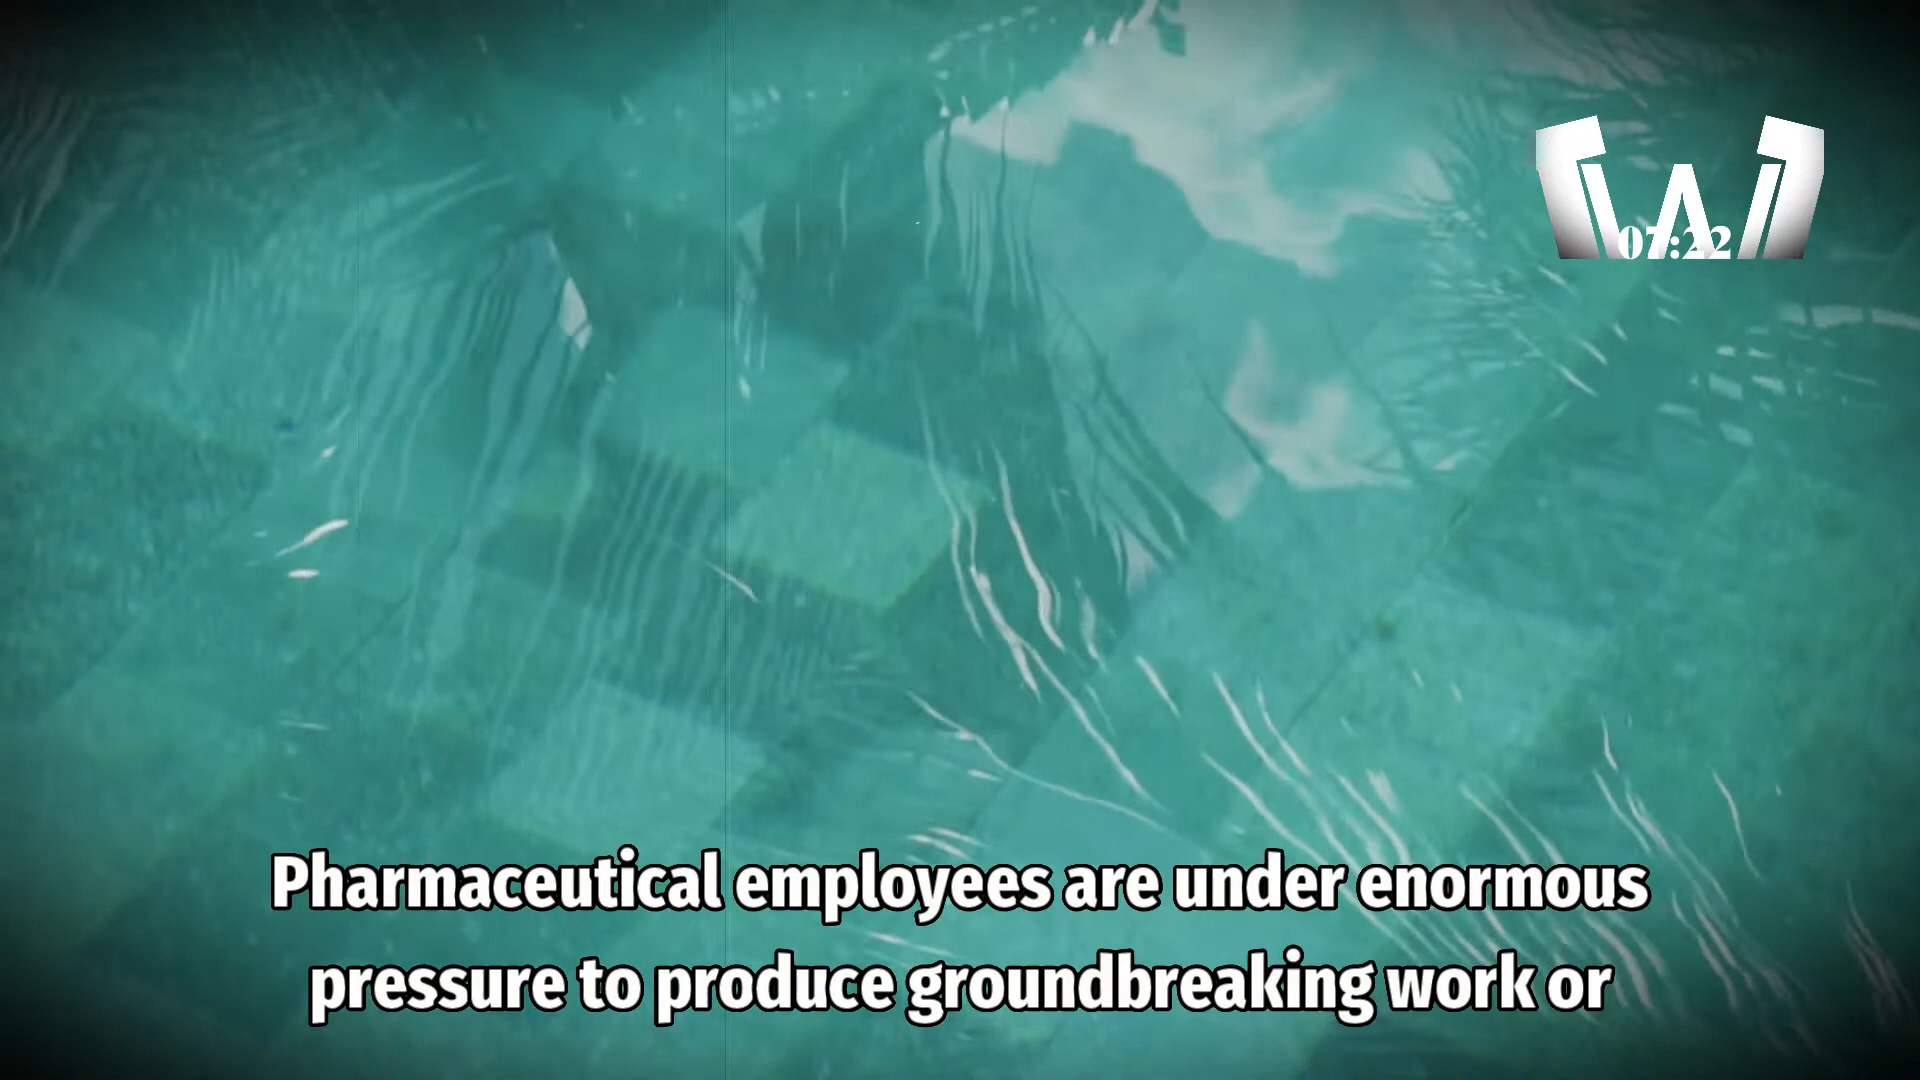 07:22
Pharmaceutical employees are under enormous
pressure to produce groundbreaking work or